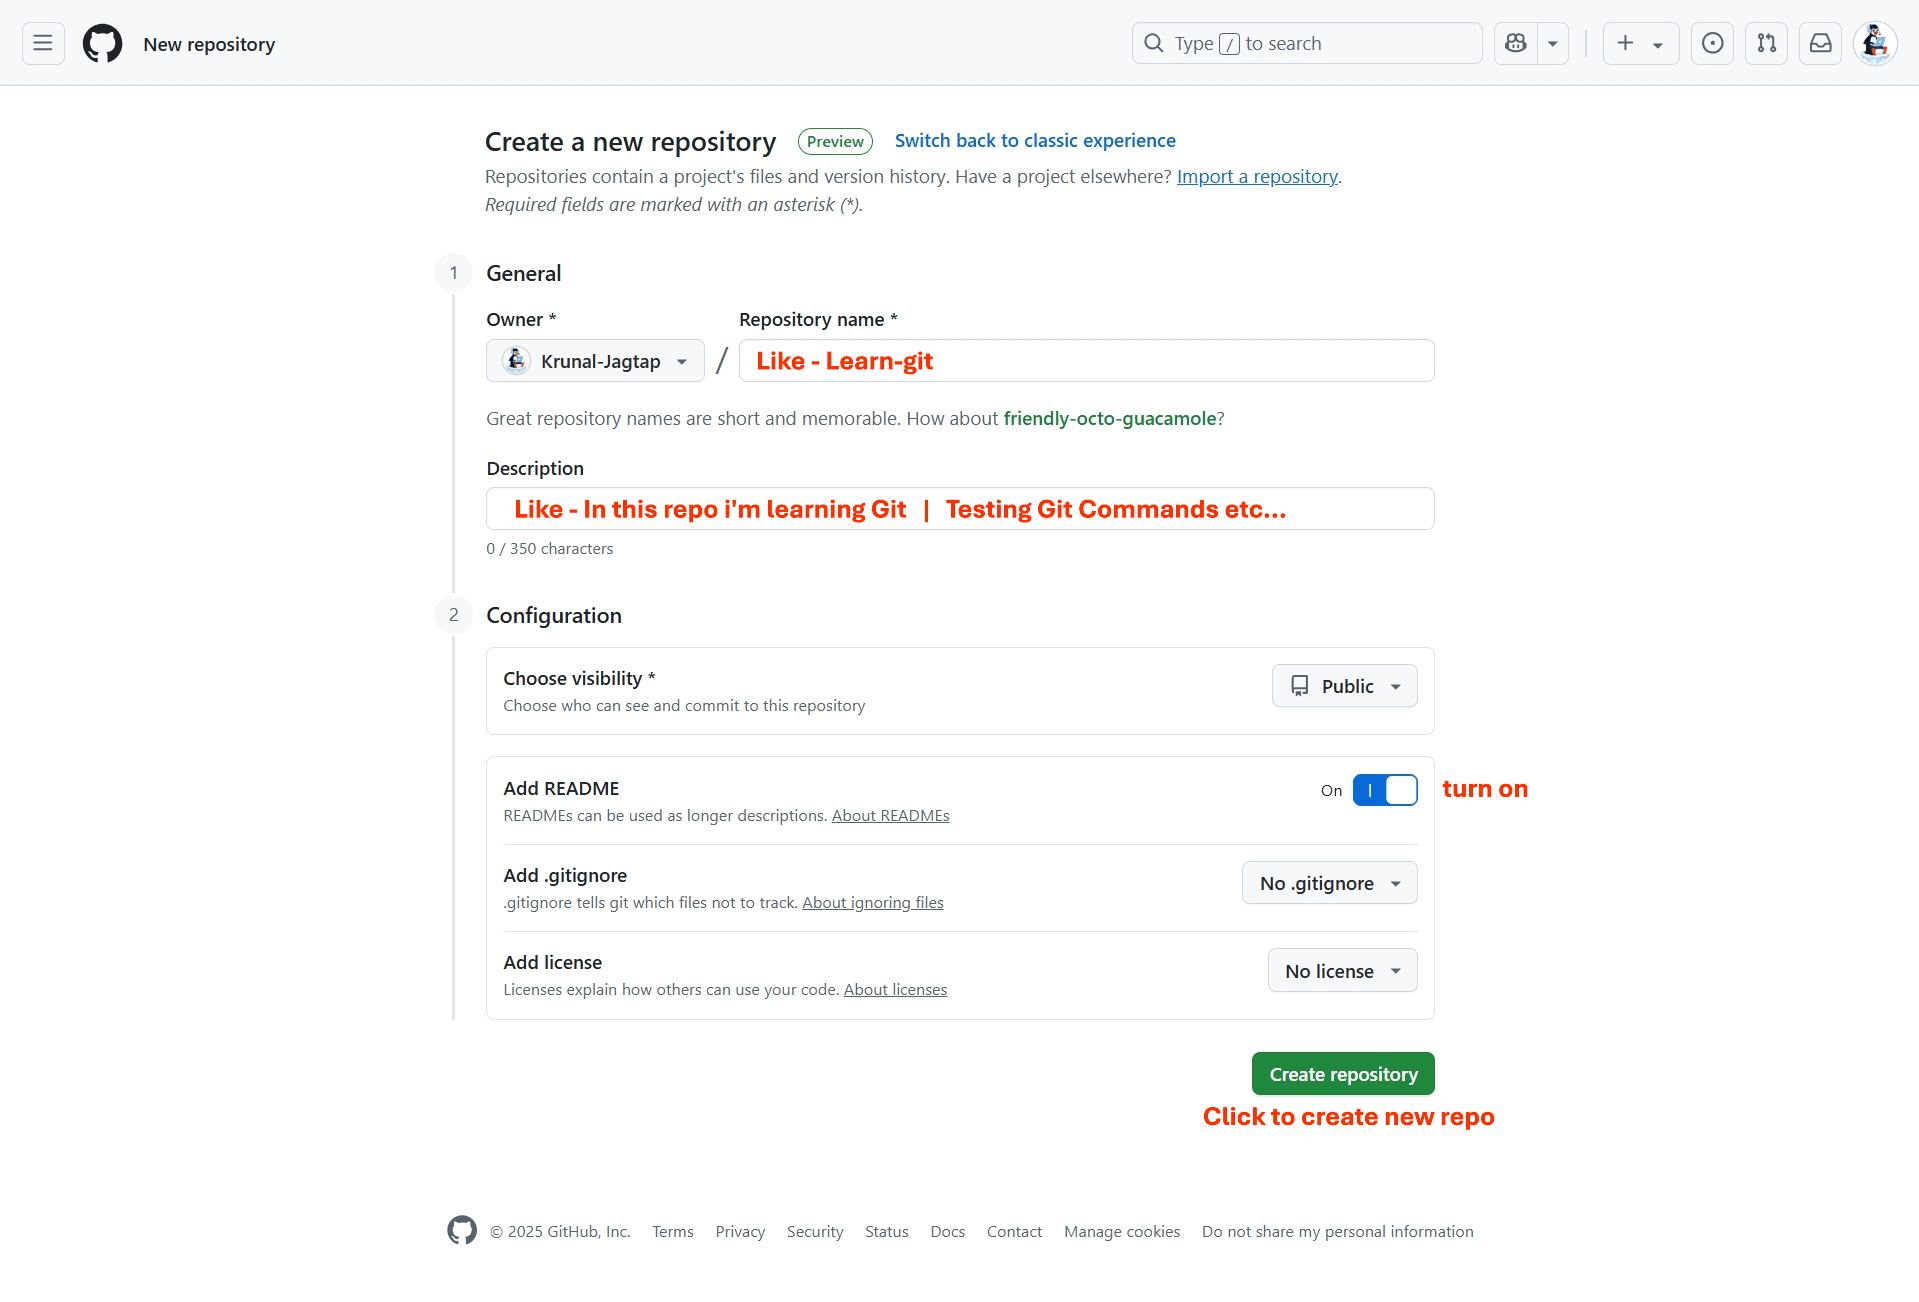 New repository
Type / to search
Create a new repository Preview Switch back to classic experience
Repositories contain a project's files and version history. Have a project elsewhere? Import a repository.
Required fields are marked with an asterisk (*).
1 General
Owner * Repository name *
Krunal-Jagtap / Like - Learn-git
Great repository names are short and memorable. How about friendly-octo-guacamole?
Description
Like - In this repo i'm learning Git | Testing Git Commands etc...
0 / 350 characters
2 Configuration
Choose visibility *
Choose who can see and commit to this repository
Public
Add README
READMEs can be used as longer descriptions. About READMEs
On turn on
Add .gitignore
.gitignore tells git which files not to track. About ignoring files
No .gitignore
Add license
Licenses explain how others can use your code. About licenses
No license
Create repository
Click to create new repo
© 2025 GitHub, Inc. Terms Privacy Security Status Docs Contact Manage cookies Do not share my personal information